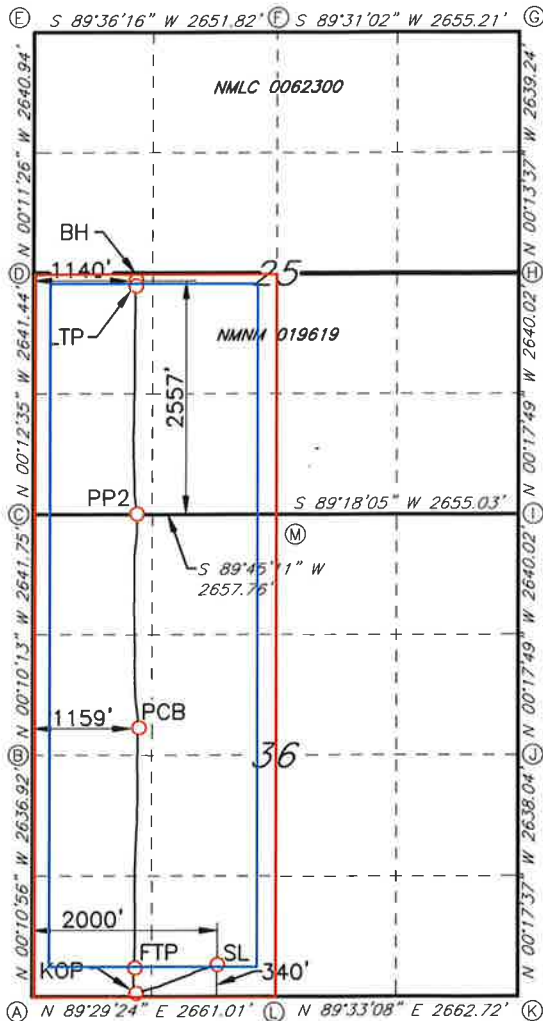 E S 89°36'16" W 2651.82' F S 89°31'02" W 2655.21' G
N 00°11'26" W 2640.94'
NMLC 0062300
N 00°13'37" W 2639.24'
BH
1140'
D 25 H
LTP
NMNM 019619
N 00°12'35" W 2641.44'
2557'
N 00°17'49" W 2640.02'
PP2
C S 89°18'05" W 2655.03' I
M
S 89°45'11" W
2657.76'
N 00°10'13" W 2641.75'
N 00°17'49" W 2640.02'
PCB
1159'
B 36 J
N 00°10'56" W 2636.92'
N 00°17'37" W 2638.04'
2000'
FTP SL
KOP 340'
A N 89°29'24" E 2661.01' L N 89°33'08" E 2662.72' K